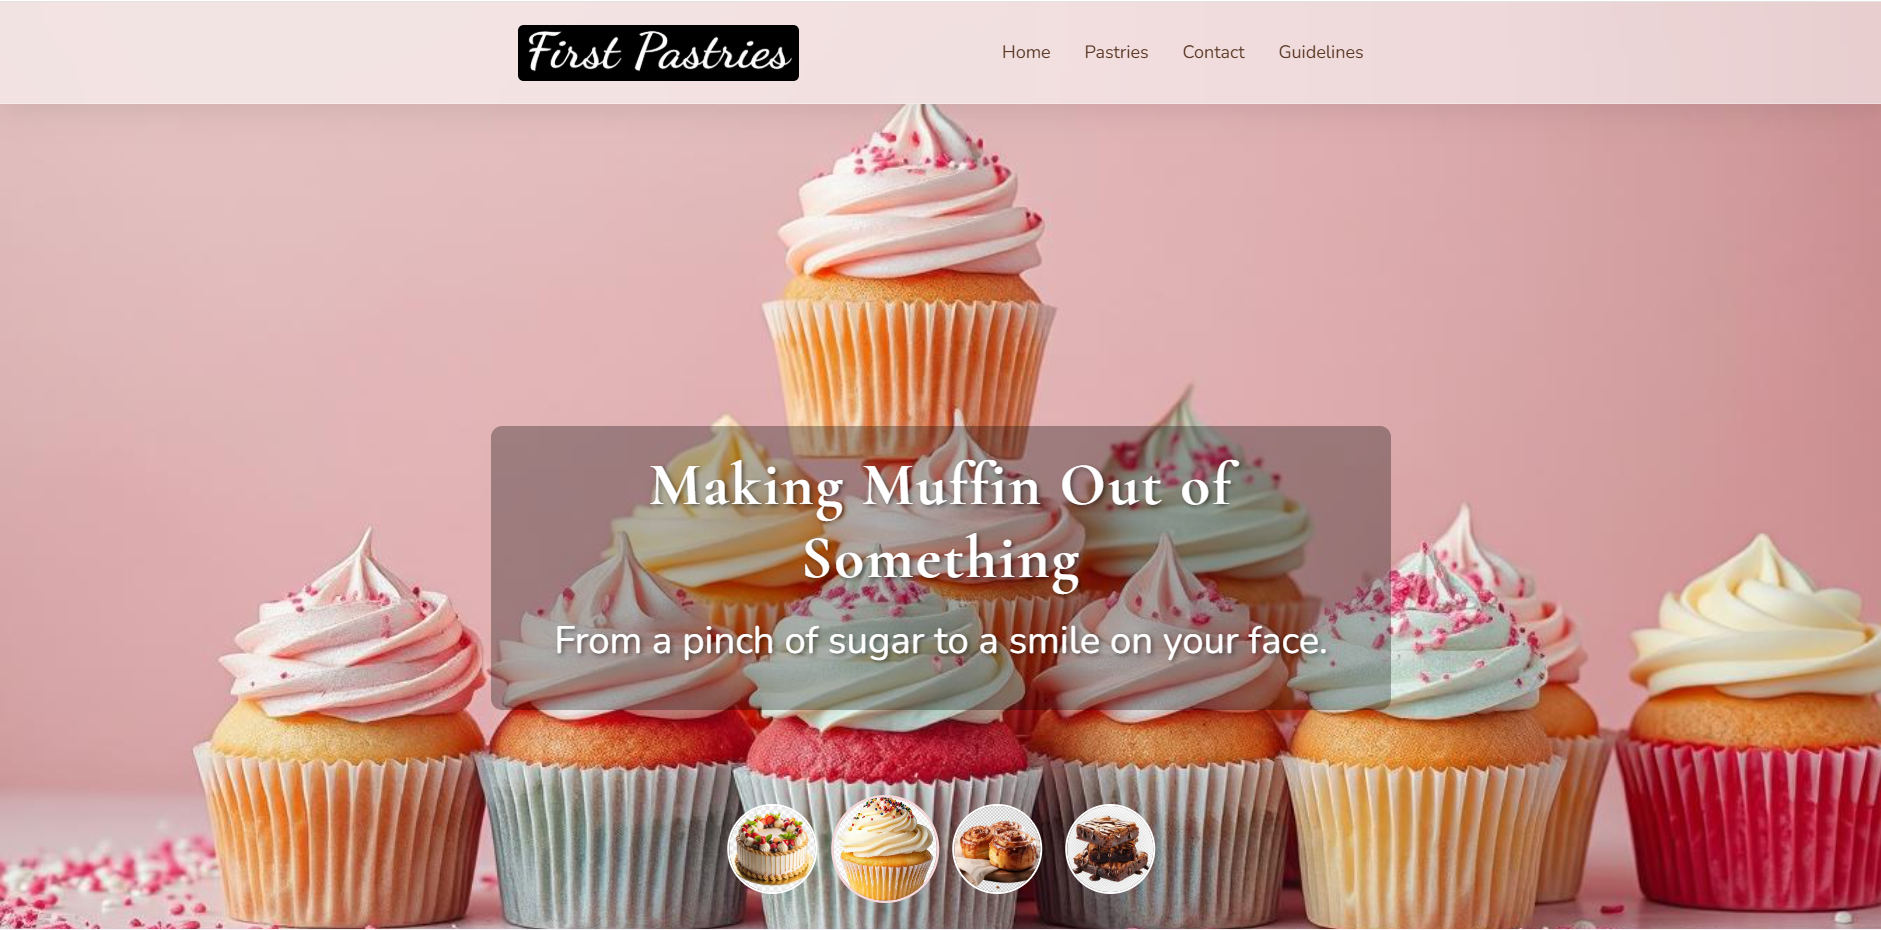 First Pastries
Home Pastries Contact Guidelines
Making Muffin Out of
Something
From a pinch of sugar to a smile on your face.